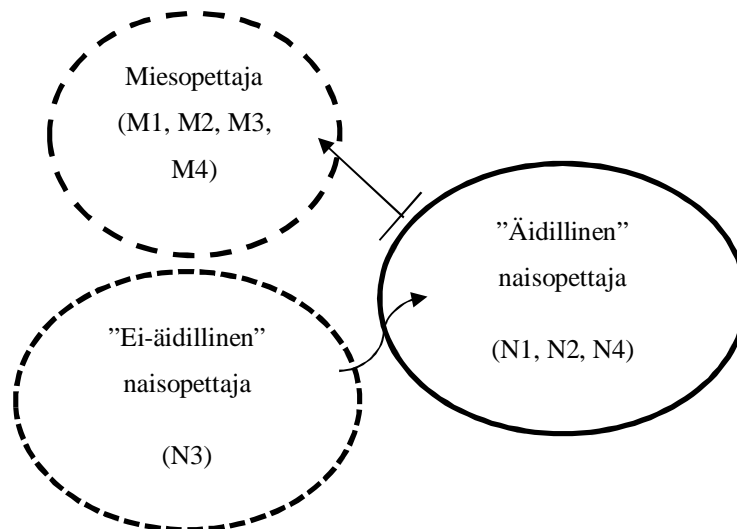 Miesopettaja
(M1, M2, M3,
M4)
”Äidillinen”
naisopettaja
(N1, N2, N4)
”Ei-äidillinen”
naisopettaja
(N3)